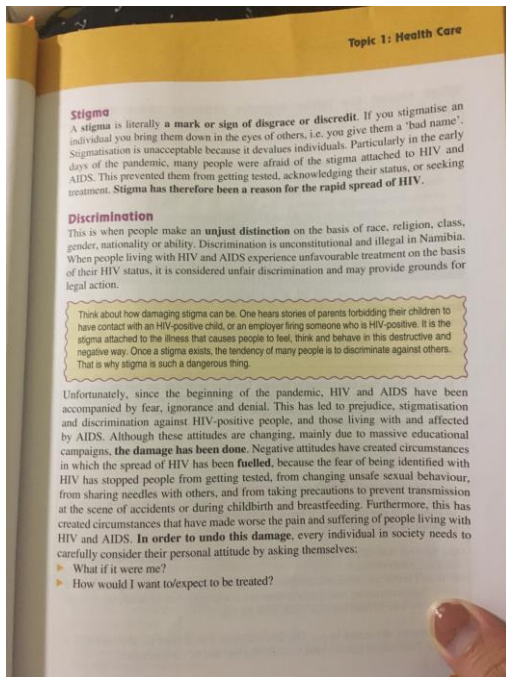 Topic 1: Health Care
Stigma
A stigma is literally a mark or sign of disgrace or discredit. If you stigmatise an
individual you bring them down in the eyes of others, i.e. you give them a 'bad name'.
Stigmatisation is unacceptable because it devalues individuals. Particularly in the early
days of the pandemic, many people were afraid of the stigma attached to HIV and
AIDS. This prevented them from getting tested, acknowledging their status, or seeking
treatment. Stigma has therefore been a reason for the rapid spread of HIV.
Discrimination
This is when people make an unjust distinction on the basis of race, religion, class,
gender, nationality or ability. Discrimination is unconstitutional and illegal in Namibia.
When people living with HIV and AIDS experience unfavourable treatment on the basis
of their HIV status, it is considered unfair discrimination and may provide grounds for
legal action.
Think about how damaging stigma can be. One hears stories of parents forbidding their children to
have contact with an HIV-positive child, or an employer firing someone who is HIV-positive. It is the
stigma attached to the illness that causes people to feel, think and behave in this destructive and
negative way. Once a stigma exists, the tendency of many people is to discriminate against others.
That is why stigma is such a dangerous thing.
Unfortunately, since the beginning of the pandemic, HIV and AIDS have been
accompanied by fear, ignorance and denial. This has led to prejudice, stigmatisation
and discrimination against HIV-positive people, and those living with and affected
by AIDS. Although these attitudes are changing, mainly due to massive educational
campaigns, the damage has been done. Negative attitudes have created circumstances
in which the spread of HIV has been fuelled, because the fear of being identified with
HIV has stopped people from getting tested, from changing unsafe sexual behaviour,
from sharing needles with others, and from taking precautions to prevent transmission
at the scene of accidents or during childbirth and breastfeeding. Furthermore, this has
created circumstances that have made worse the pain and suffering of people living with
HIV and AIDS. In order to undo this damage, every individual in society needs to
carefully consider their personal attitude by asking themselves:
What if it were me?
How would I want to/expect to be treated?